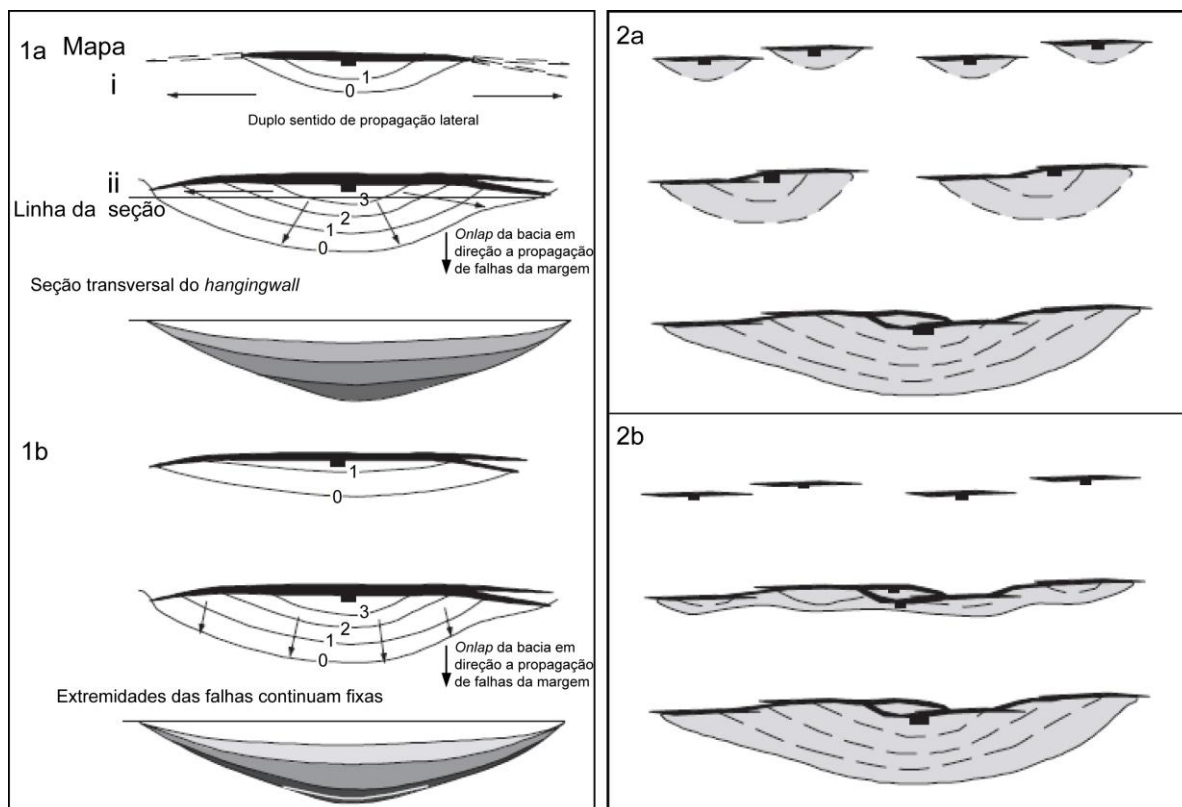 1a Mapa
i
1
0
Duplo sentido de propagação lateral
ii
Linha da seção
3
2
1
0
Onlap da bacia em
direção a propagação
de falhas da margem
Seção transversal do hangingwall
1b
1
0
3
2
1
0
Onlap da bacia em
direção a propagação
de falhas da margem
Extremidades das falhas continuam fixas
2a
2b